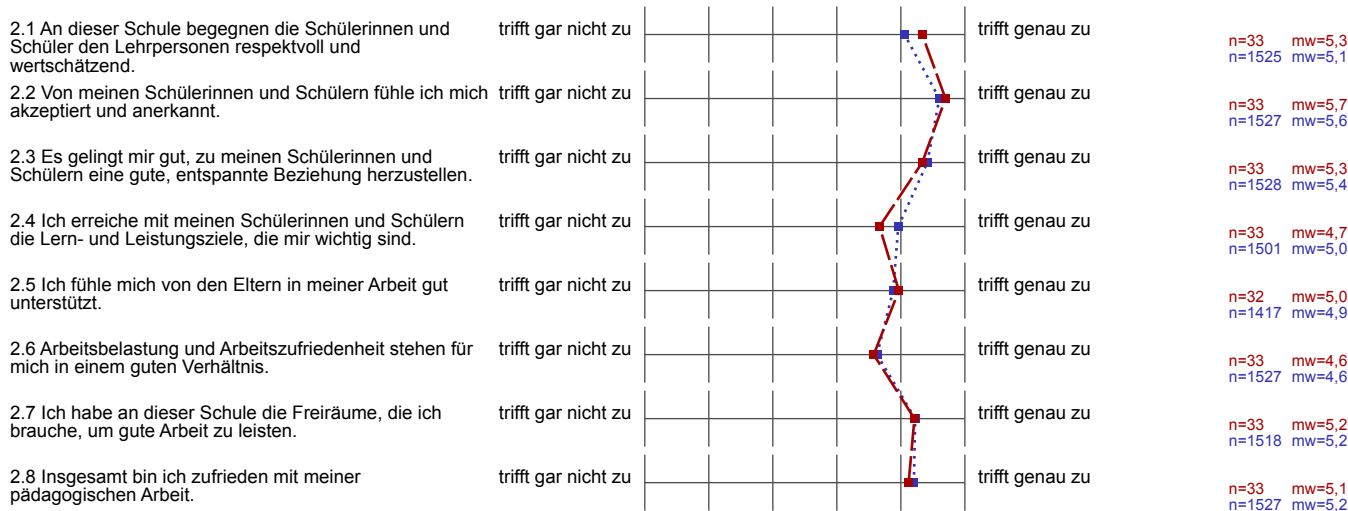 2.1 An dieser Schule begegnen die Schülerinnen und
Schüler den Lehrpersonen respektvoll und
wertschätzend.
trifft gar nicht zu
trifft genau zu
n=33 mw=5,3
n=1525 mw=5,1
2.2 Von meinen Schülerinnen und Schülern fühle ich mich
akzeptiert und anerkannt.
trifft gar nicht zu
trifft genau zu
n=33 mw=5,7
n=1527 mw=5,6
2.3 Es gelingt mir gut, zu meinen Schülerinnen und
Schülern eine gute, entspannte Beziehung herzustellen.
trifft gar nicht zu
trifft genau zu
n=33 mw=5,3
n=1528 mw=5,4
2.4 Ich erreiche mit meinen Schülerinnen und Schülern
die Lern- und Leistungsziele, die mir wichtig sind.
trifft gar nicht zu
trifft genau zu
n=33 mw=4,7
n=1501 mw=5,0
2.5 Ich fühle mich von den Eltern in meiner Arbeit gut
unterstützt.
trifft gar nicht zu
trifft genau zu
n=32 mw=5,0
n=1417 mw=4,9
2.6 Arbeitsbelastung und Arbeitszufriedenheit stehen für
mich in einem guten Verhältnis.
trifft gar nicht zu
trifft genau zu
n=33 mw=4,6
n=1527 mw=4,6
2.7 Ich habe an dieser Schule die Freiräume, die ich
brauche, um gute Arbeit zu leisten.
trifft gar nicht zu
trifft genau zu
n=33 mw=5,2
n=1518 mw=5,2
2.8 Insgesamt bin ich zufrieden mit meiner
pädagogischen Arbeit.
trifft gar nicht zu
trifft genau zu
n=33 mw=5,1
n=1527 mw=5,2